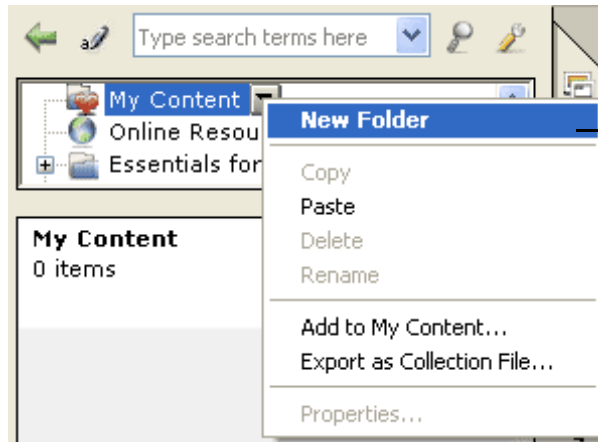 Type search terms here
My Content
Online Resou
Essentials for
New Folder
Copy
Paste
Delete
Rename
Add to My Content...
Export as Collection File...
Properties...
My Content
0 items